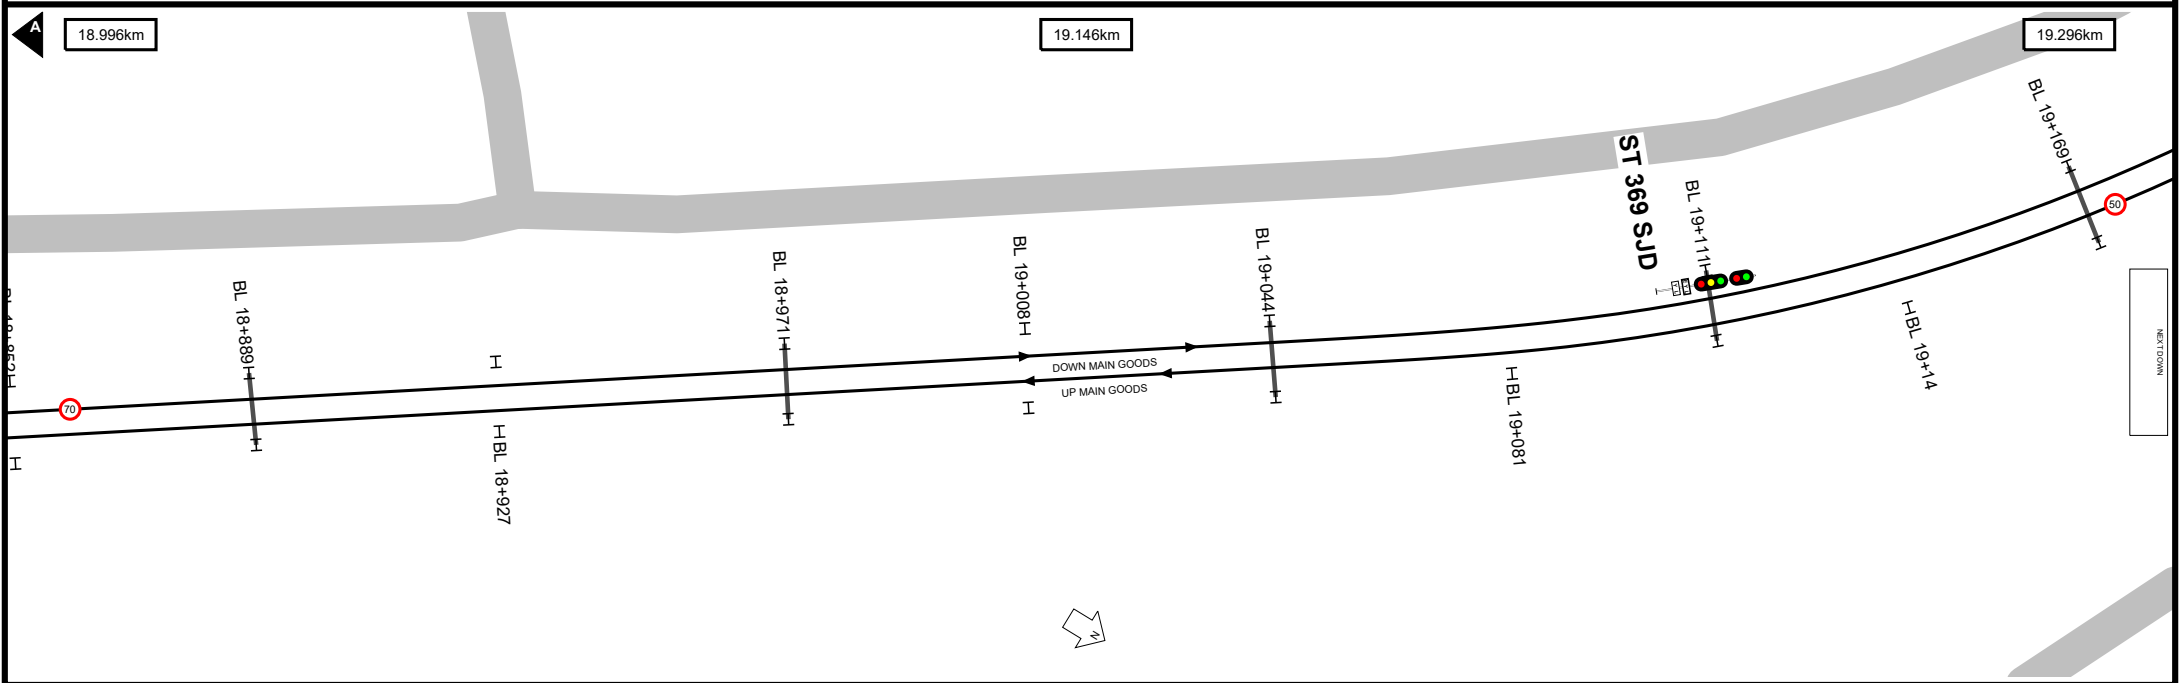 A
18.996km
19.146km
19.296km
BL 18+889
BL 18+927
BL 18+971
BL 19+008
BL 19+044
BL 19+081
ST 369 SJD
BL 19+111
BL 19+14
BL 19+169
70
50
DOWN MAIN GOODS
UP MAIN GOODS
NEXT DOWN
N